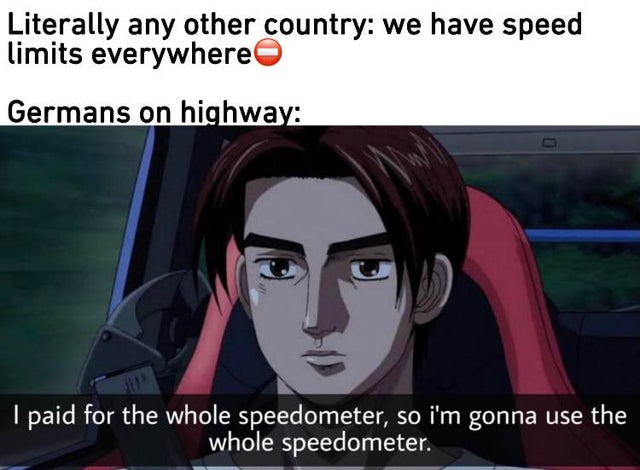 Literally any other country: we have speed
limits everywhere⛔
Germans on highway:
I paid for the whole speedometer, so i'm gonna use the
whole speedometer.